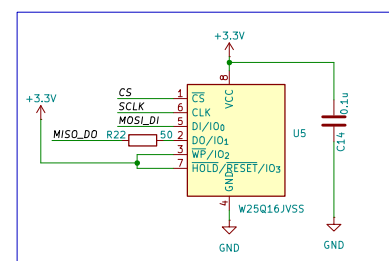 +3.3V
8
VCC
+3.3V
CS 1 CS
SCLK 6 CLK
MOSI_DI 5 DI/IO0
MISO_DO R22 50 2 DO/IO1
3 WP/IO2
7 HOLD/RESET/IO3
GND
4
U5
W25Q16JVSS
0.1u
C14
GND
GND